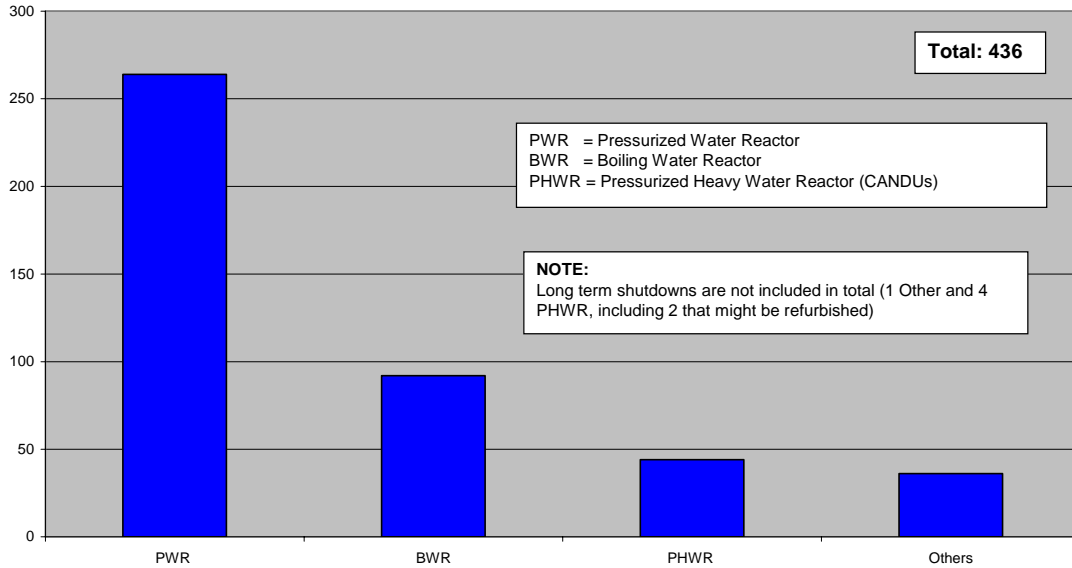 300
Total: 436
250
PWR = Pressurized Water Reactor
BWR = Boiling Water Reactor
PHWR = Pressurized Heavy Water Reactor (CANDUs)
200
150
NOTE:
Long term shutdowns are not included in total (1 Other and 4
PHWR, including 2 that might be refurbished)
100
50
0
PWR BWR PHWR Others